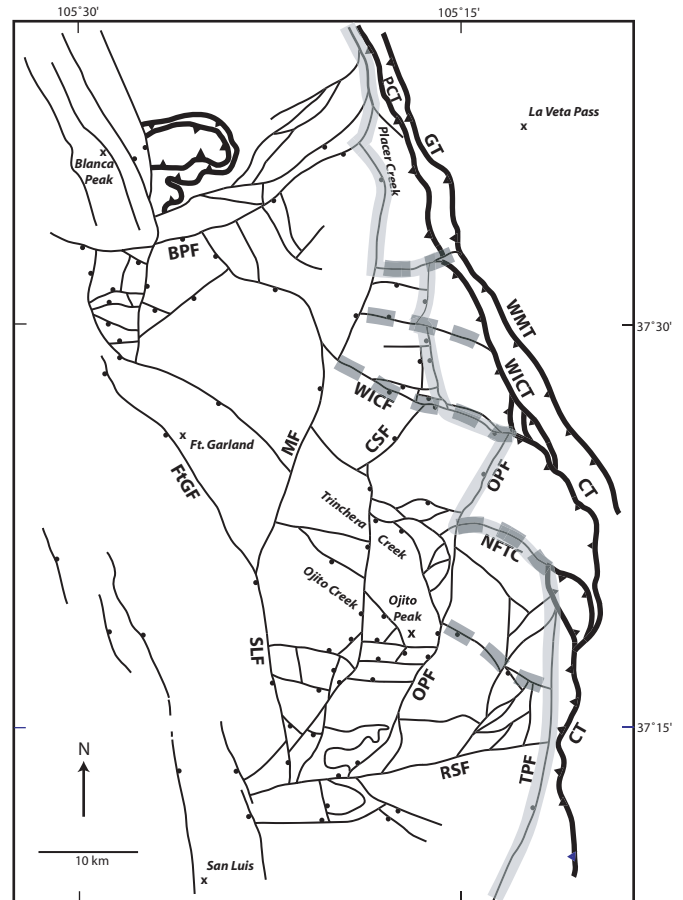 105°30'
105°15'
La Veta Pass
x
PCT
GT
Placer Creek
x
Blanca
Peak
BPF
37°30'
WMT
WICT
WICF
MF
CSF
x
Ft. Garland
FtGF
OPF
CT
Trinchera
Creek
NFTC
Ojito Creek
Ojito
Peak
x
SLF
OPF
37°15'
CT
N
RSF
TPF
10 km
San Luis
x